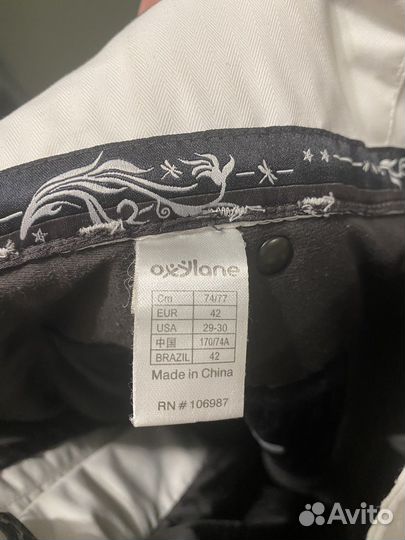 oxylane
Cm 74/77
EUR 42
USA 29-30
中国 170/74A
BRAZIL 42
Made in China
RN # 106987
Avito